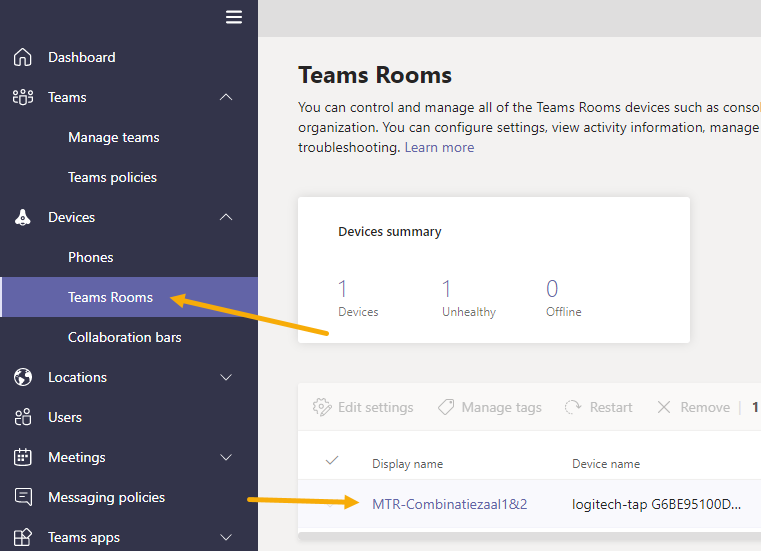 Dashboard
Teams
Manage teams
Teams policies
Devices
Phones
Teams Rooms
Collaboration bars
Locations
Users
Meetings
Messaging policies
Teams apps
Teams Rooms
You can control and manage all of the Teams Rooms devices such as conso
organization. You can configure settings, view activity information, manage
troubleshooting. Learn more
Devices summary
1 1 0
Devices Unhealthy Offline
Edit settings Manage tags Restart Remove 1
Display name Device name
MTR-Combinatiezaal1&2 logitech-tap G6BE95100D...